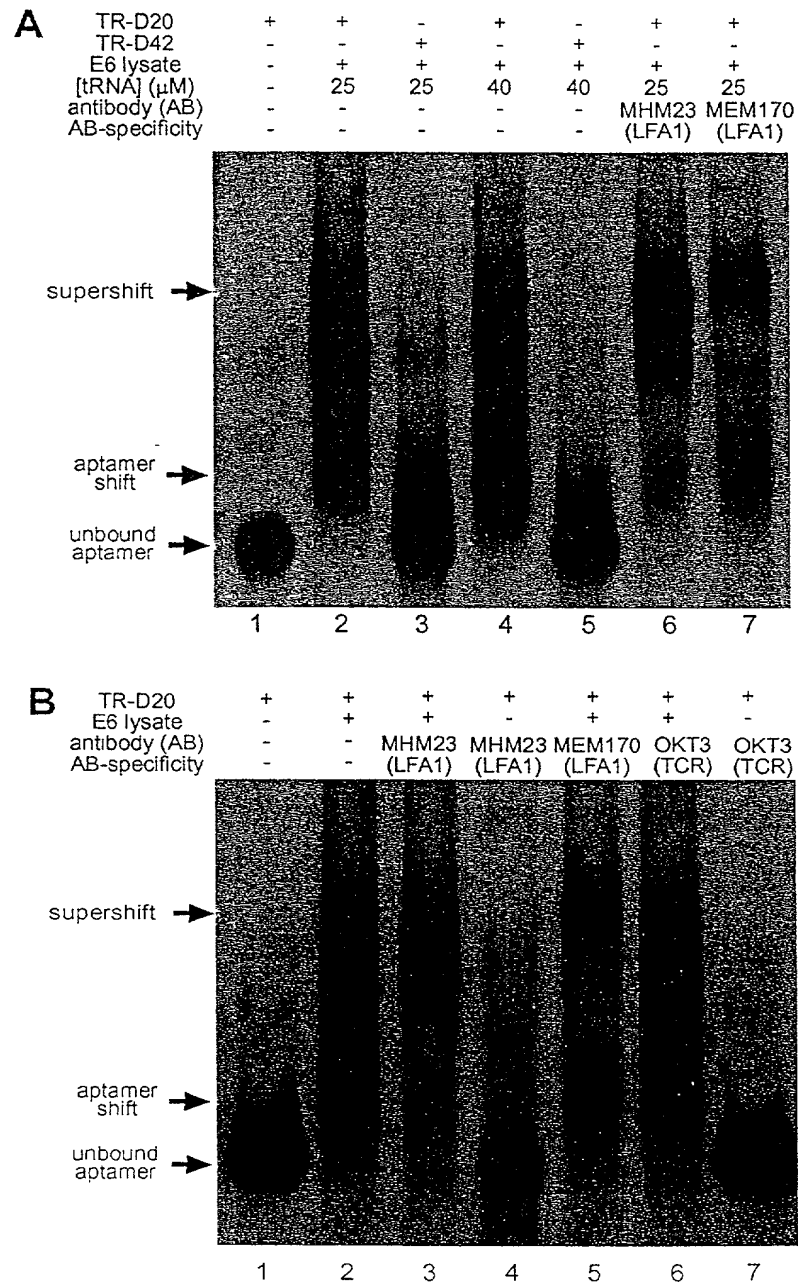 A
TR-D20 + + - + - + +
TR-D42 - - + - + - -
E6 lysate - + + + + + +
[tRNA] (µM) - 25 25 40 40 25 25
antibody (AB) - - - - - MHM23 MEM170
AB-specificity - - - - - (LFA1) (LFA1)
supershift
aptamer
shift
unbound
aptamer
1 2 3 4 5 6 7
B
TR-D20 + + + + + + +
E6 lysate - + + - + + -
antibody (AB) - - MHM23 MHM23 MEM170 OKT3 OKT3
AB-specificity - - (LFA1) (LFA1) (LFA1) (TCR) (TCR)
supershift
aptamer
shift
unbound
aptamer
1 2 3 4 5 6 7